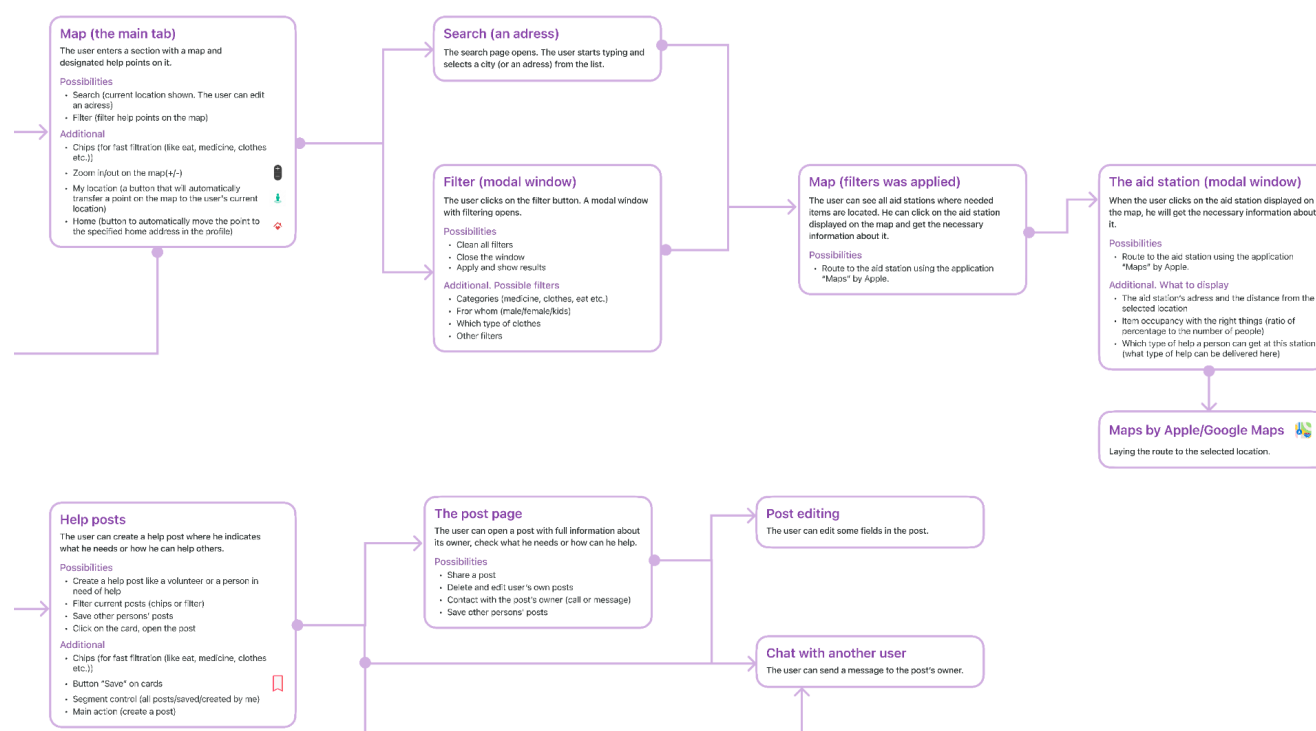 Map (the main tab)
The user enters a section with a map and
designated help points on it.
Possibilities
• Search (current location shown. The user can edit
an adress)
• Filter (filter help points on the map)
Additional
• Chips (for fast filtration (like eat, medicine, clothes
etc.))
• Zoom in/out on the map(+/-)
• My location (a button that will automatically
transfer a point on the map to the user's current
location)
• Home (button to automatically move the point to
the specified home address in the profile)
Search (an adress)
The search page opens. The user starts typing and
selects a city (or an adress) from the list.
Filter (modal window)
The user clicks on the filter button. A modal window
with filtering opens.
Possibilities
• Clean all filters
• Close the window
• Apply and show results
Additional. Possible filters
• Categories (medicine, clothes, eat etc.)
• Fror whom (male/female/kids)
• Which type of clothes
• Other filters
Map (filters was applied)
The user can see all aid stations where needed
items are located. He can click on the aid station
displayed on the map and get the necessary
information about it.
Possibilities
• Route to the aid station using the application
"Maps" by Apple.
The aid station (modal window)
When the user clicks on the aid station displayed on
the map, he will get the necessary information about
it.
Possibilities
• Route to the aid station using the application
"Maps" by Apple.
Additional. What to display
• The aid station's adress and the distance from the
selected location
• Item occupancy with the right things (ratio of
percentage to the number of people)
• Which type of help a person can get at this station
(what type of help can be delivered here)
Maps by Apple/Google Maps
Laying the route to the selected location.
Help posts
The user can create a help post where he indicates
what he needs or how he can help others.
Possibilities
• Create a help post like a volunteer or a person in
need of help
• Filter current posts (chips or filter)
• Save other persons' posts
• Click on the card, open the post
Additional
• Chips (for fast filtration (like eat, medicine, clothes
etc.))
• Button "Save" on cards
• Segment control (all posts/saved/created by me)
• Main action (create a post)
The post page
The user can open a post with full information about
its owner, check what he needs or how can he help.
Possibilities
• Share a post
• Delete and edit user's own posts
• Contact with the post's owner (call or message)
• Save other persons' posts
Post editing
The user can edit some fields in the post.
Chat with another user
The user can send a message to the post's owner.